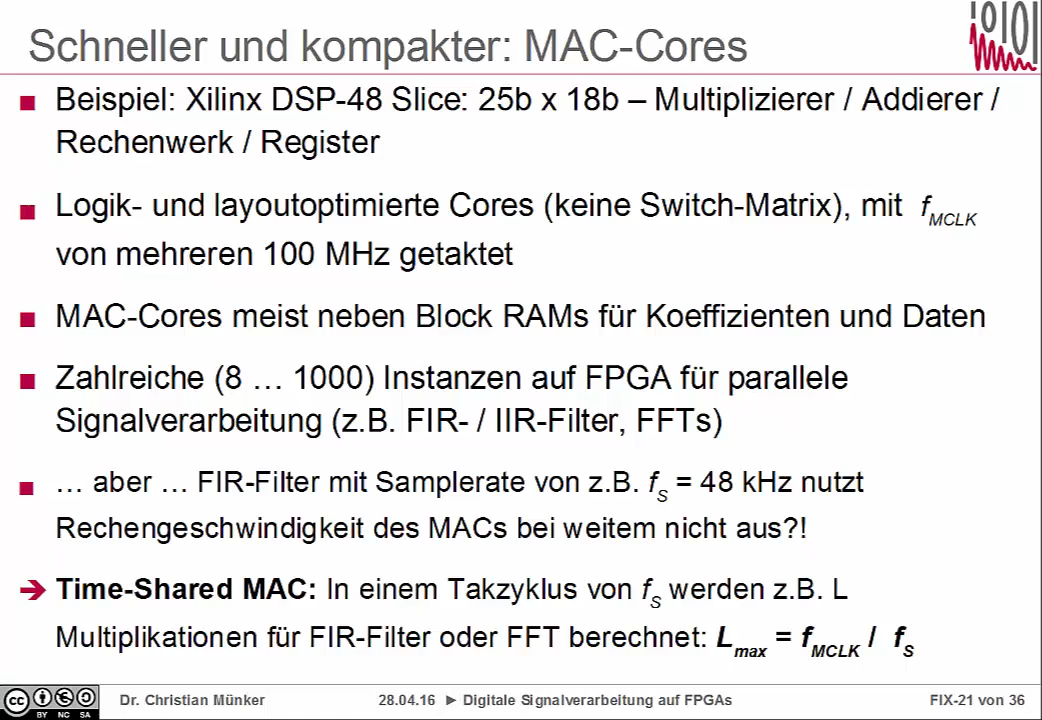 Schneller und kompakter: MAC-Cores
Beispiel: Xilinx DSP-48 Slice: 25b x 18b – Multiplizierer / Addierer /
Rechenwerk / Register
Logik- und layoutoptimierte Cores (keine Switch-Matrix), mit f_MCLK
von mehreren 100 MHz getaktet
MAC-Cores meist neben Block RAMs für Koeffizienten und Daten
Zahlreiche (8 … 1000) Instanzen auf FPGA für parallele
Signalverarbeitung (z.B. FIR- / IIR-Filter, FFTs)
… aber … FIR-Filter mit Samplerate von z.B. f_S = 48 kHz nutzt
Rechengeschwindigkeit des MACs bei weitem nicht aus?!
➔ Time-Shared MAC: In einem Takzyklus von f_S werden z.B. L
Multiplikationen für FIR-Filter oder FFT berechnet: L_max = f_MCLK / f_S
cc BY NC SA
Dr. Christian Münker
28.04.16 ► Digitale Signalverarbeitung auf FPGAs
FIX-21 von 36